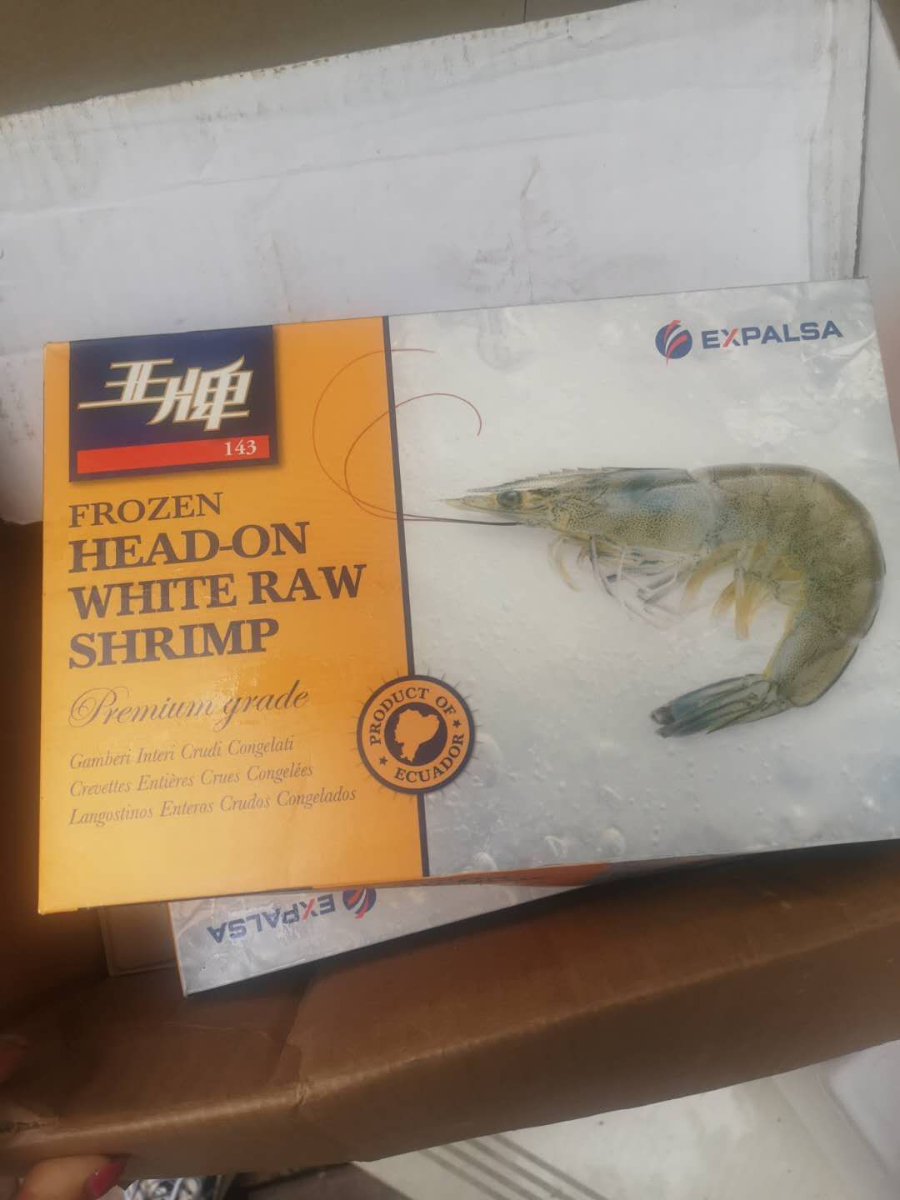 亚牌
143
EXPALSA
FROZEN
HEAD-ON
WHITE RAW
SHRIMP
Premium grade
Gamberi Interi Crudi Congelati
Crevettes Entières Crues Congelées
Langostinos Enteros Crudos Congelados
PRODUCT OF
ECUADOR
EXPALSA